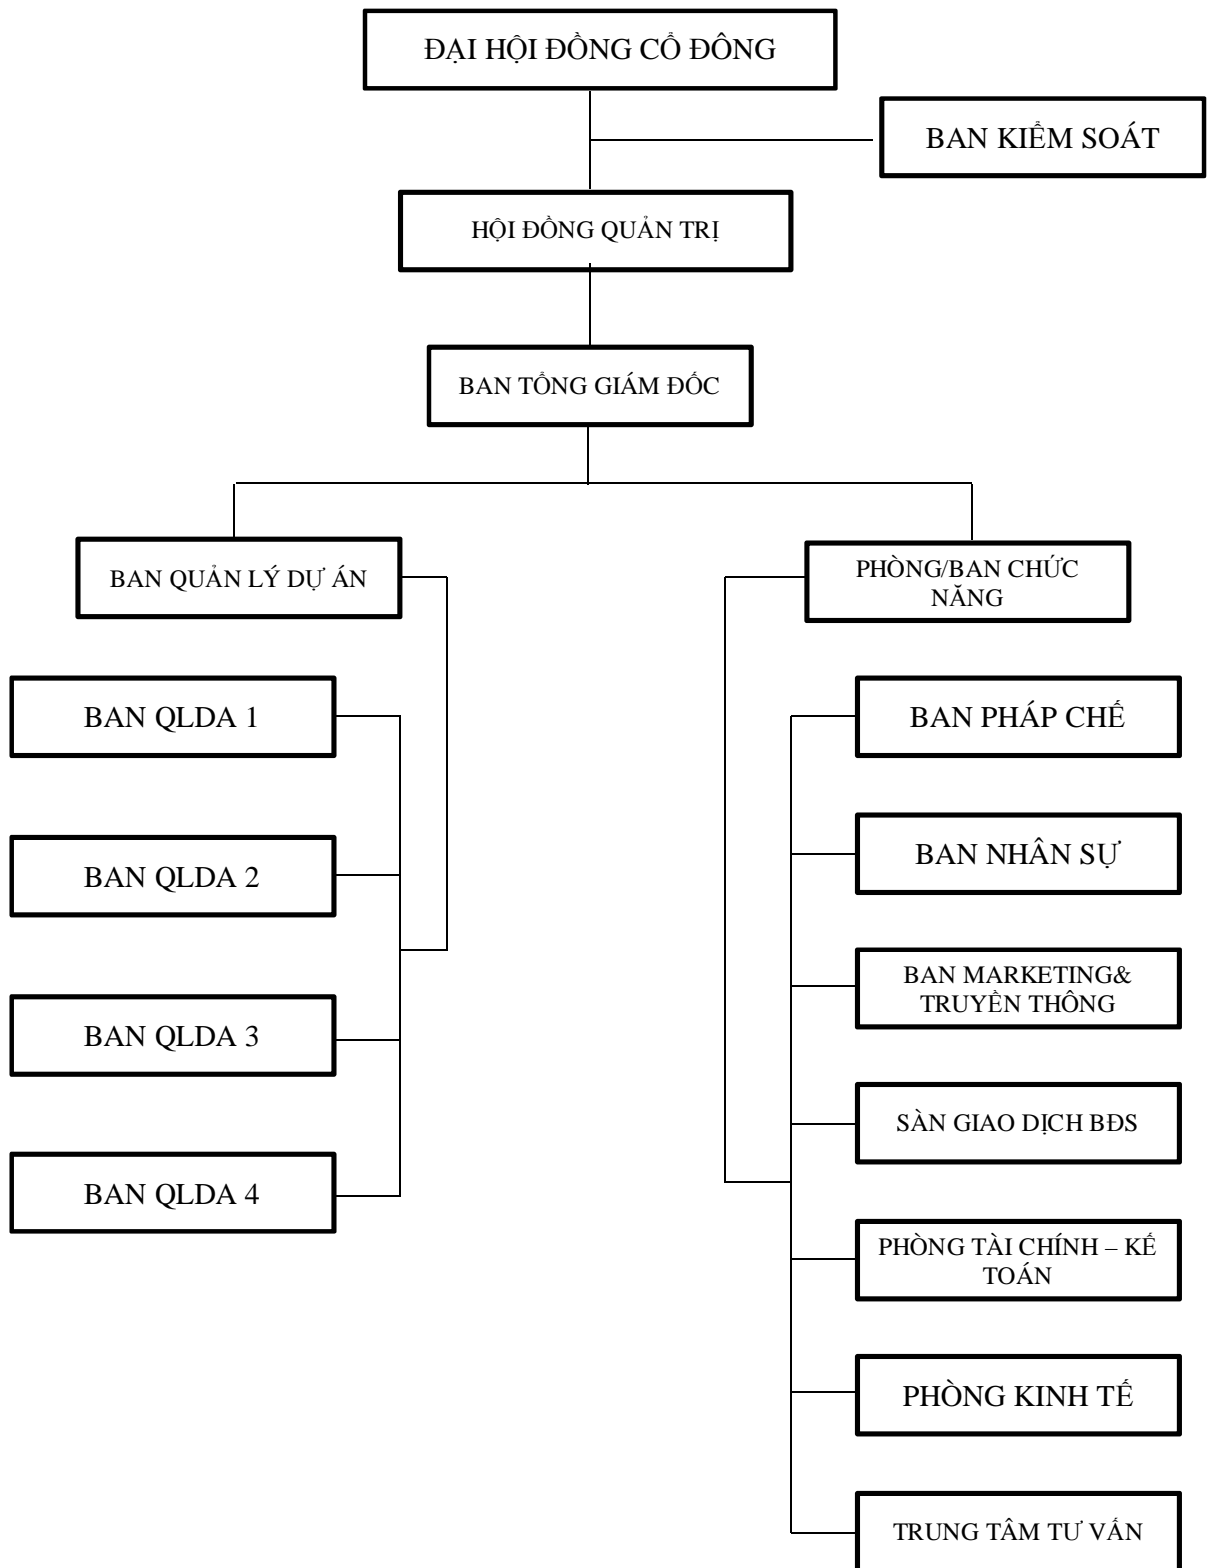 ĐẠI HỘI ĐỒNG CỔ ĐÔNG
BAN KIỂM SOÁT
HỘI ĐỒNG QUẢN TRỊ
BAN TỔNG GIÁM ĐỐC
BAN QUẢN LÝ DỰ ÁN
PHÒNG/BAN CHỨC
NĂNG
BAN QLDA 1
BAN QLDA 2
BAN QLDA 3
BAN QLDA 4
BAN PHÁP CHẾ
BAN NHÂN SỰ
BAN MARKETING&
TRUYỀN THÔNG
SÀN GIAO DỊCH BĐS
PHÒNG TÀI CHÍNH – KẾ
TOÁN
PHÒNG KINH TẾ
TRUNG TÂM TƯ VẤN